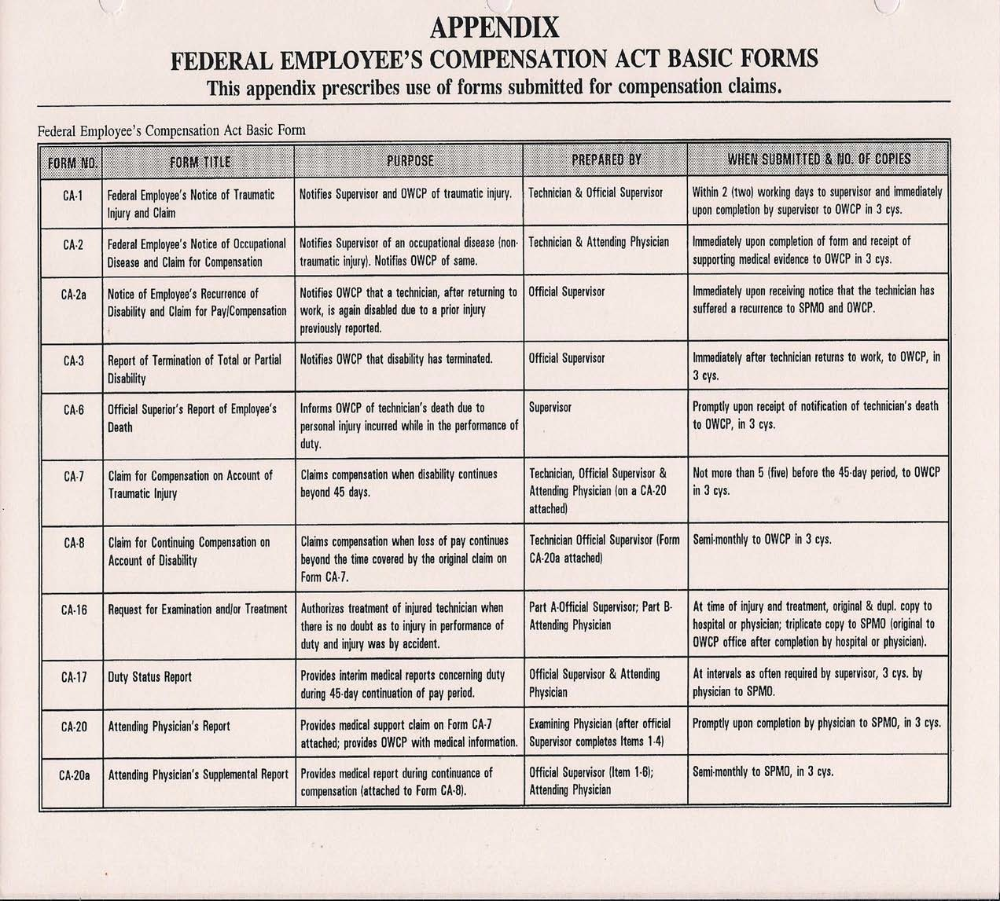 APPENDIX
FEDERAL EMPLOYEE'S COMPENSATION ACT BASIC FORMS
This appendix prescribes use of forms submitted for compensation claims.
Federal Employee's Compensation Act Basic Form
FORM NO. FORM TITLE PURPOSE PREPARED BY WHEN SUBMITTED & NO. OF COPIES
CA-1 Federal Employee's Notice of Traumatic Notifies Supervisor and OWCP of traumatic injury. Technician & Official Supervisor Within 2 (two) working days to supervisor and immediately
Injury and Claim upon completion by supervisor to OWCP in 3 cys.
CA-2 Federal Employee's Notice of Occupational Notifies Supervisor of an occupational disease (non- Technician & Attending Physician Immediately upon completion of form and receipt of
Disease and Claim for Compensation traumatic injury). Notifies OWCP of same. supporting medical evidence to OWCP in 3 cys.
CA-2a Notice of Employee's Recurrence of Notifies OWCP that a technician, after returning to Official Supervisor Immediately upon receiving notice that the technician has
Disability and Claim for Pay/Compensation work, is again disabled due to a prior injury suffered a recurrence to SPMO and OWCP.
previously reported.
CA-3 Report of Termination of Total or Partial Notifies OWCP that disability has terminated. Official Supervisor Immediately after technician returns to work, to OWCP, in
Disability 3 cys.
CA-6 Official Superior's Report of Employee's Informs OWCP of technician's death due to Supervisor Promptly upon receipt of notification of technician's death
Death personal injury incurred while in the performance of to OWCP, in 3 cys.
duty.
CA-7 Claim for Compensation on Account of Claims compensation when disability continues Technician, Official Supervisor & Not more than 5 (five) before the 45-day period, to OWCP
Traumatic Injury beyond 45 days. Attending Physician (on a CA-20 in 3 cys.
attached)
CA-8 Claim for Continuing Compensation on Claims compensation when loss of pay continues Technician Official Supervisor (Form Semi-monthly to OWCP in 3 cys.
Account of Disability beyond the time covered by the original claim on CA-20a attached)
Form CA-7.
CA-16 Request for Examination and/or Treatment Authorizes treatment of injured technician when Part A-Official Supervisor; Part B- At time of injury and treatment, original & dupl. copy to
there is no doubt as to injury in performance of Attending Physician hospital or physician; triplicate copy to SPMO (original to
duty and injury was by accident. OWCP office after completion by hospital or physician).
CA-17 Duty Status Report Provides interim medical reports concerning duty Official Supervisor & Attending At intervals as often required by supervisor, 3 cys. by
during 45-day continuation of pay period. Physician physician to SPMO.
CA-20 Attending Physician's Report Provides medical support claim on Form CA-7 Examining Physician (after official Promptly upon completion by physician to SPMO, in 3 cys.
attached; provides OWCP with medical information. Supervisor completes Items 1-4)
CA-20a Attending Physician's Supplemental Report Provides medical report during continuance of Official Supervisor (Item 1-6); Semi-monthly to SPMO, in 3 cys.
compensation (attached to Form CA-8). Attending Physician